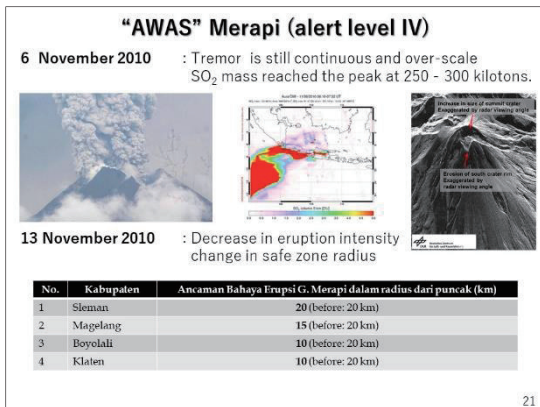 “AWAS” Merapi (alert level IV)
6 November 2010 : Tremor is still continuous and over-scale
SO2 mass reached the peak at 250 - 300 kilotons.
Increase in size of summit crater
Exaggerated by radar viewing angle
Erosion of south crater rim
Exaggerated by
radar viewing angle
DLR
13 November 2010 : Decrease in eruption intensity
change in safe zone radius
No. Kabupaten Ancaman Bahaya Erupsi G. Merapi dalam radius dari puncak (km)
1 Sleman 20 (before: 20 km)
2 Magelang 15 (before: 20 km)
3 Boyolali 10 (before: 20 km)
4 Klaten 10 (before: 20 km)
21